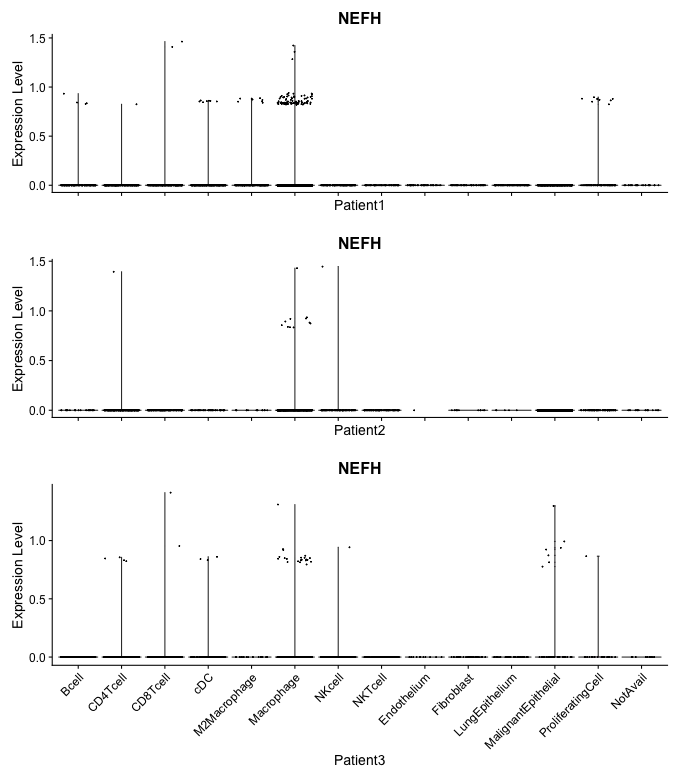 NEFH
Expression Level
1.5
1.0
0.5
0.0
Patient1
NEFH
Expression Level
1.5
1.0
0.5
0.0
Patient2
NEFH
Expression Level
1.0
0.5
0.0
Bcell
CD4Tcell
CD8Tcell
cDC
M2Macrophage
Macrophage
NKcell
NKTcell
Endothelium
Fibroblast
LungEpithelium
MalignantEpithelial
ProliferatingCell
NotAvail
Patient3